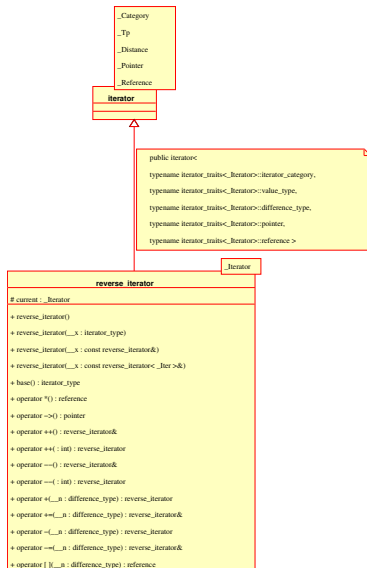 _Category
_Tp
_Distance
_Pointer
_Reference
iterator
public iterator<
typename iterator_traits<_Iterator>::iterator_category,
typename iterator_traits<_Iterator>::value_type,
typename iterator_traits<_Iterator>::difference_type,
typename iterator_traits<_Iterator>::pointer,
typename iterator_traits<_Iterator>::reference >
_Iterator
reverse_iterator
# current : _Iterator
+ reverse_iterator()
+ reverse_iterator(__x : iterator_type)
+ reverse_iterator(__x : const reverse_iterator&)
+ reverse_iterator(__x : const reverse_iterator< _Iter >&)
+ base() : iterator_type
+ operator *() : reference
+ operator −>() : pointer
+ operator ++() : reverse_iterator&
+ operator ++( : int) : reverse_iterator
+ operator −−() : reverse_iterator&
+ operator −−( : int) : reverse_iterator
+ operator +(__n : difference_type) : reverse_iterator
+ operator +=(__n : difference_type) : reverse_iterator&
+ operator −(__n : difference_type) : reverse_iterator
+ operator −=(__n : difference_type) : reverse_iterator&
+ operator [ ](__n : difference_type) : reference